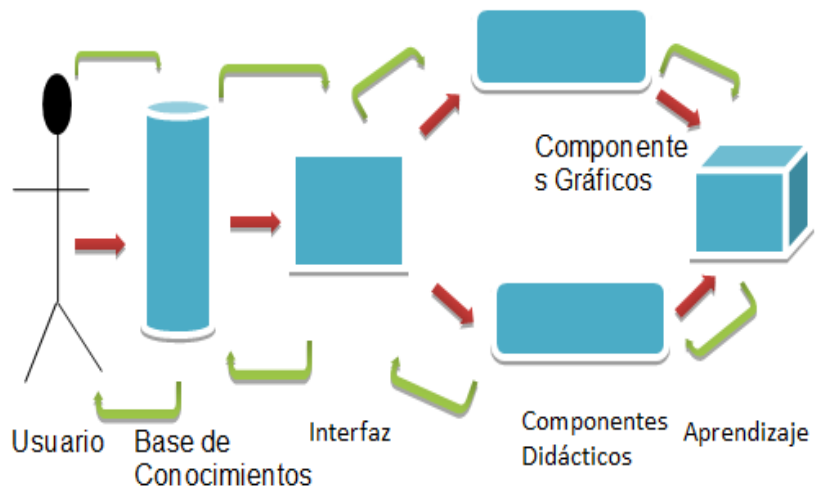 Componente
s Gráficos
Usuario
Base de
Conocimientos
Interfaz
Componentes
Didácticos
Aprendizaje